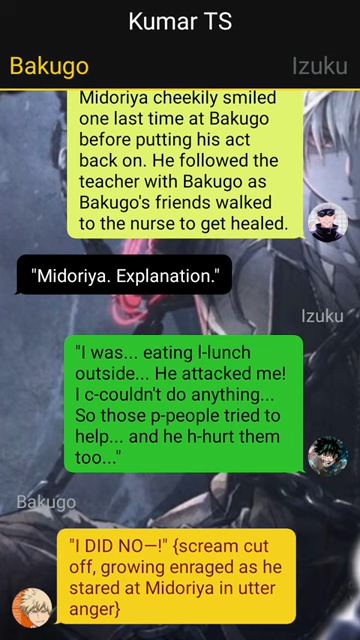 Kumar TS
Bakugo
Izuku
Midoriya cheekily smiled
one last time at Bakugo
before putting his act
back on. He followed the
teacher with Bakugo as
Bakugo's friends walked
to the nurse to get healed.
"Midoriya. Explanation."
Izuku
"I was... eating l-lunch
outside... He attacked me!
I c-couldn't do anything...
So those p-people tried to
help... and he h-hurt them
too..."
Bakugo
"I DID NO—!" {scream cut
off, growing enraged as he
stared at Midoriya in utter
anger}